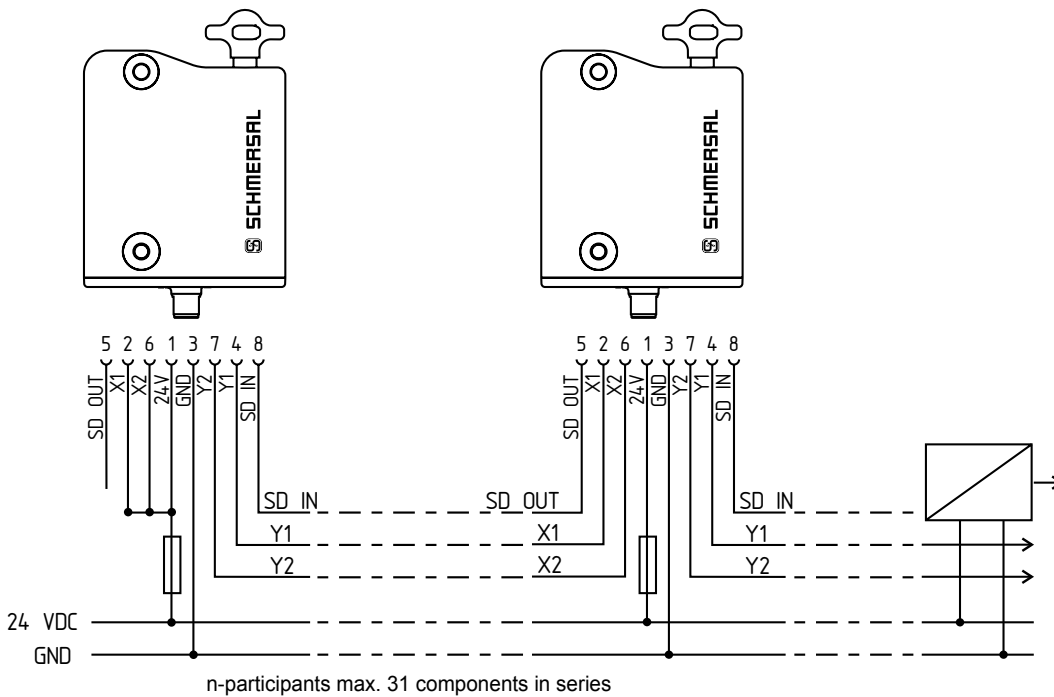 SCHMERSAL
SCHMERSAL
5 2 6 1 3 7 4 8
5 2 6 1 3 7 4 8
SD OUT
X1
X2
24V
GND
Y2
Y1
SD IN
SD OUT
X1
X2
24V
GND
Y2
Y1
SD IN
SD IN
SD OUT
SD IN
Y1
X1
Y1
Y2
X2
Y2
24 VDC
GND
n-participants max. 31 components in series